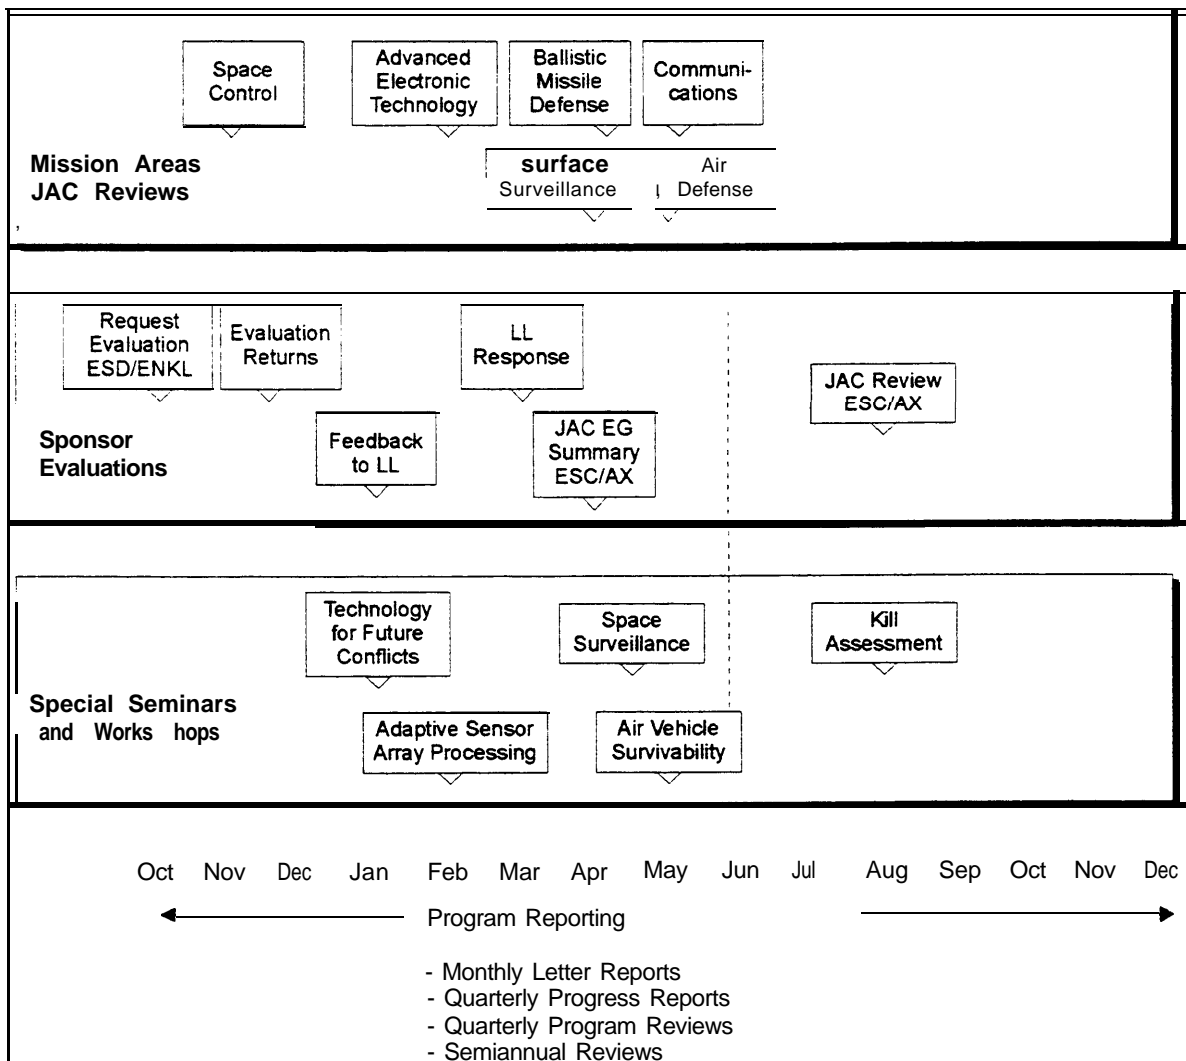 Space
Control
Advanced
Electronic
Technology
Ballistic
Missile
Defense
Communi-
cations
Mission Areas
JAC Reviews
surface
Surveillance
Air
Defense
Request
Evaluation
ESD/ENKL
Evaluation
Returns
LL
Response
JAC Review
ESC/AX
Sponsor
Evaluations
Feedback
to LL
JAC EG
Summary
ESC/AX
Technology
for Future
Conflicts
Space
Surveillance
Kill
Assessment
Special Seminars
and Works hops
Adaptive Sensor
Array Processing
Air Vehicle
Survivability
Oct Nov Dec Jan Feb Mar Apr May Jun Jul Aug Sep Oct Nov Dec
Program Reporting
- Monthly Letter Reports
- Quarterly Progress Reports
- Quarterly Program Reviews
- Semiannual Reviews